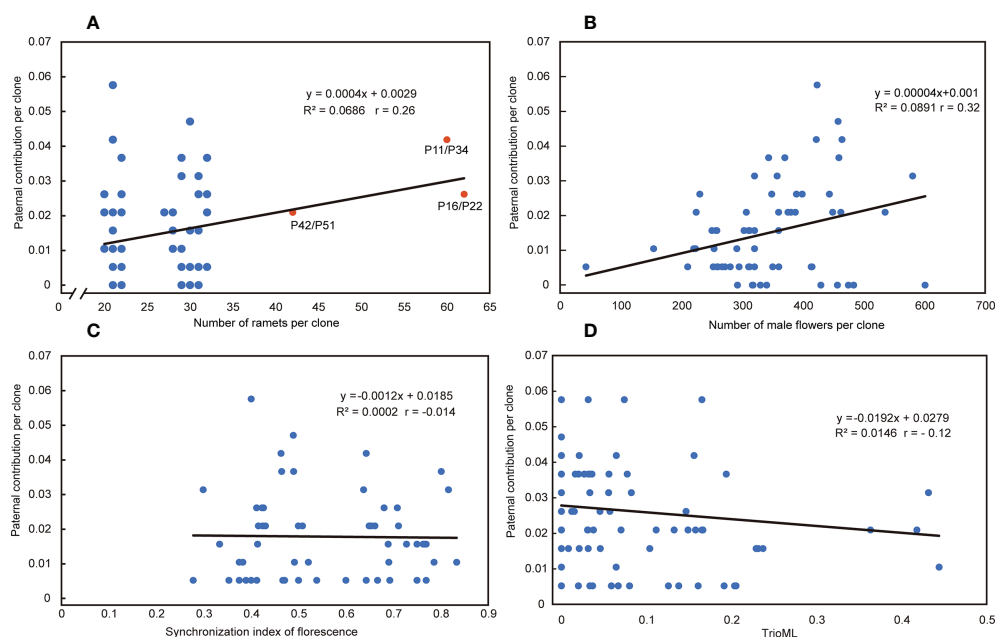 A
0.07
0.06
0.05
0.04
0.03
0.02
0.01
0
Paternal contribution per clone
y = 0.0004x + 0.0029
R² = 0.0686 r = 0.26
P11/P34
P16/P22
P42/P51
0 20 25 30 35 40 45 50 55 60 65
Number of ramets per clone
B
0.07
0.06
0.05
0.04
0.03
0.02
0.01
0
Paternal contribution per clone
y = 0.00004x+0.001
R² = 0.0891 r = 0.32
0 100 200 300 400 500 600 700
Number of male flowers per clone
C
0.07
0.06
0.05
0.04
0.03
0.02
0.01
0
Paternal contribution per clone
y =-0.0012x + 0.0185
R² = 0.0002 r = -0.014
0 0.1 0.2 0.3 0.4 0.5 0.6 0.7 0.8 0.9
Synchronization index of florescence
D
0.07
0.06
0.05
0.04
0.03
0.02
0.01
0
Paternal contribution per clone
y =-0.0192x + 0.0279
R² = 0.0146 r = - 0.12
0 0.1 0.2 0.3 0.4 0.5
TrioML